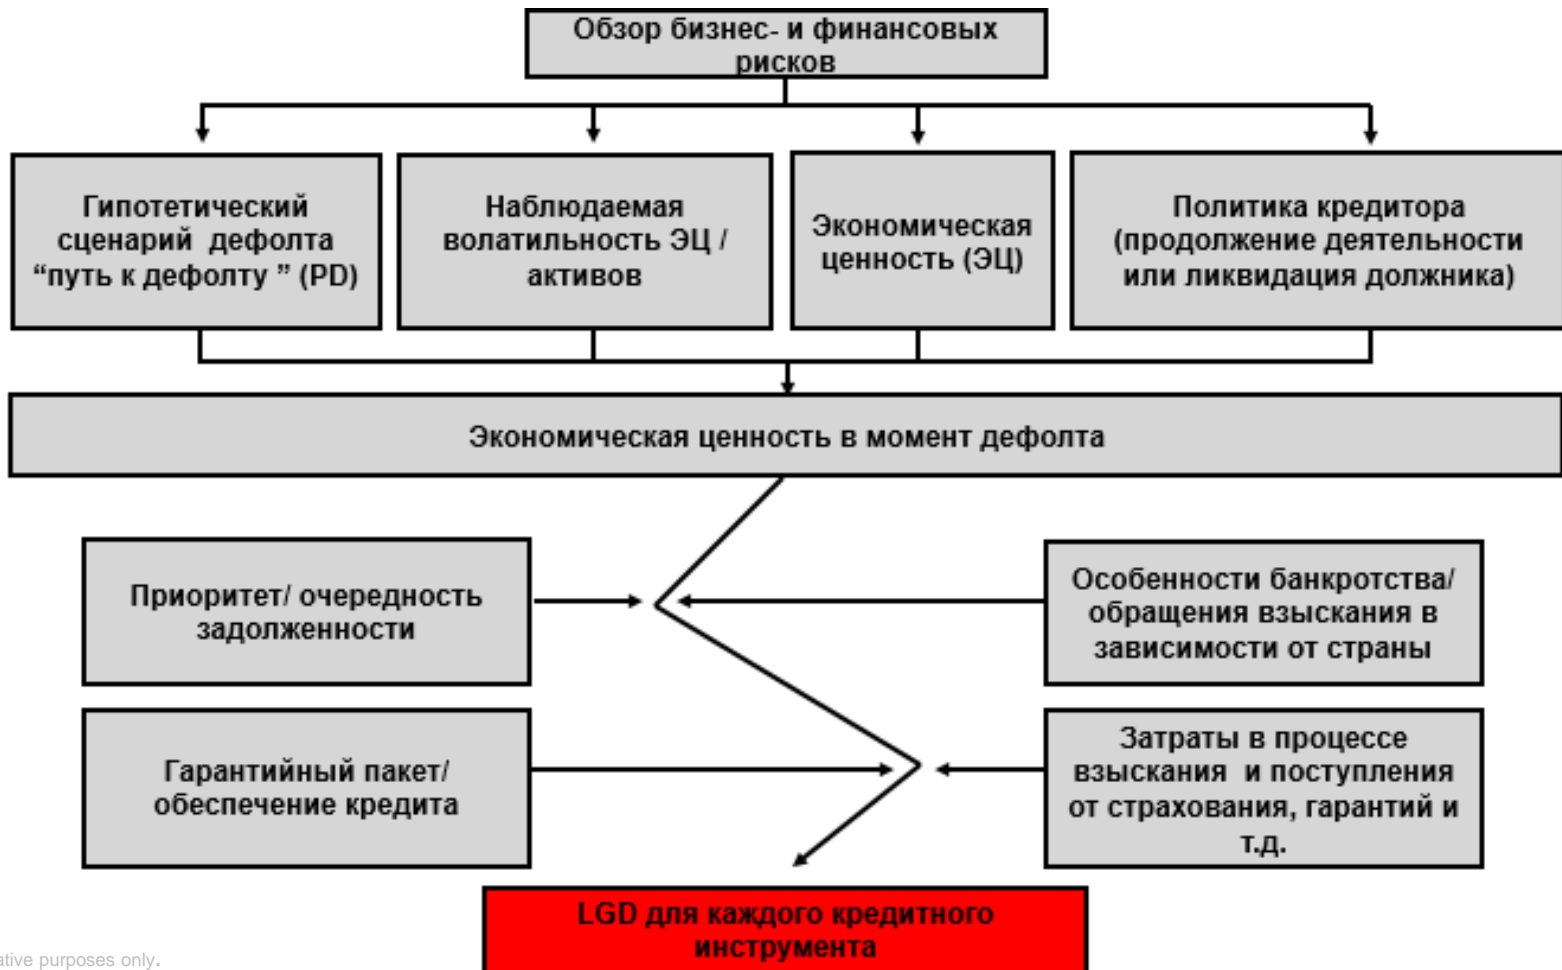 Обзор бизнес- и финансовых
рисков
Гипотетический
сценарий дефолта
“путь к дефолту ” (PD)
Наблюдаемая
волатильность ЭЦ /
активов
Экономическая
ценность (ЭЦ)
Политика кредитора
(продолжение деятельности
или ликвидация должника)
Экономическая ценность в момент дефолта
Приоритет/ очередность
задолженности
Особенности банкротства/
обращения взыскания в
зависимости от страны
Гарантийный пакет/
обеспечение кредита
Затраты в процессе
взыскания и поступления
от страхования, гарантий и
т.д.
LGD для каждого кредитного
инструмента
ative purposes only.